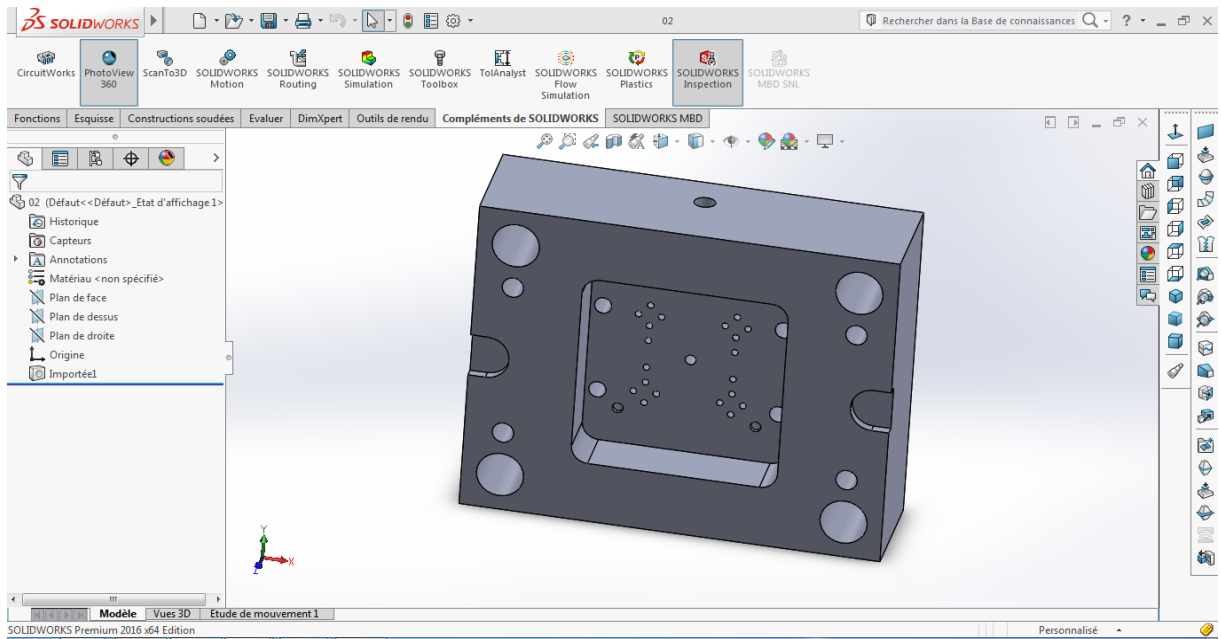 SOLIDWORKS
02
Rechercher dans la Base de connaissances
?
CircuitWorks
PhotoView
360
ScanTo3D
SOLIDWORKS
Motion
SOLIDWORKS
Routing
SOLIDWORKS
Simulation
SOLIDWORKS
Toolbox
TolAnalyst
SOLIDWORKS
Flow
Simulation
SOLIDWORKS
Plastics
SOLIDWORKS
Inspection
SOLIDWORKS
MBD SNL
Fonctions
Esquisse
Constructions soudées
Evaluer
DimXpert
Outils de rendu
Compléments de SOLIDWORKS
SOLIDWORKS MBD
02 (Défaut<<Défaut>_Etat d'affichage 1>
Historique
Capteurs
Annotations
Matériau <non spécifié>
Plan de face
Plan de dessus
Plan de droite
Origine
Importée1
Y
X
Z
Modèle
Vues 3D
Etude de mouvement 1
SOLIDWORKS Premium 2016 x64 Edition
Personnalisé